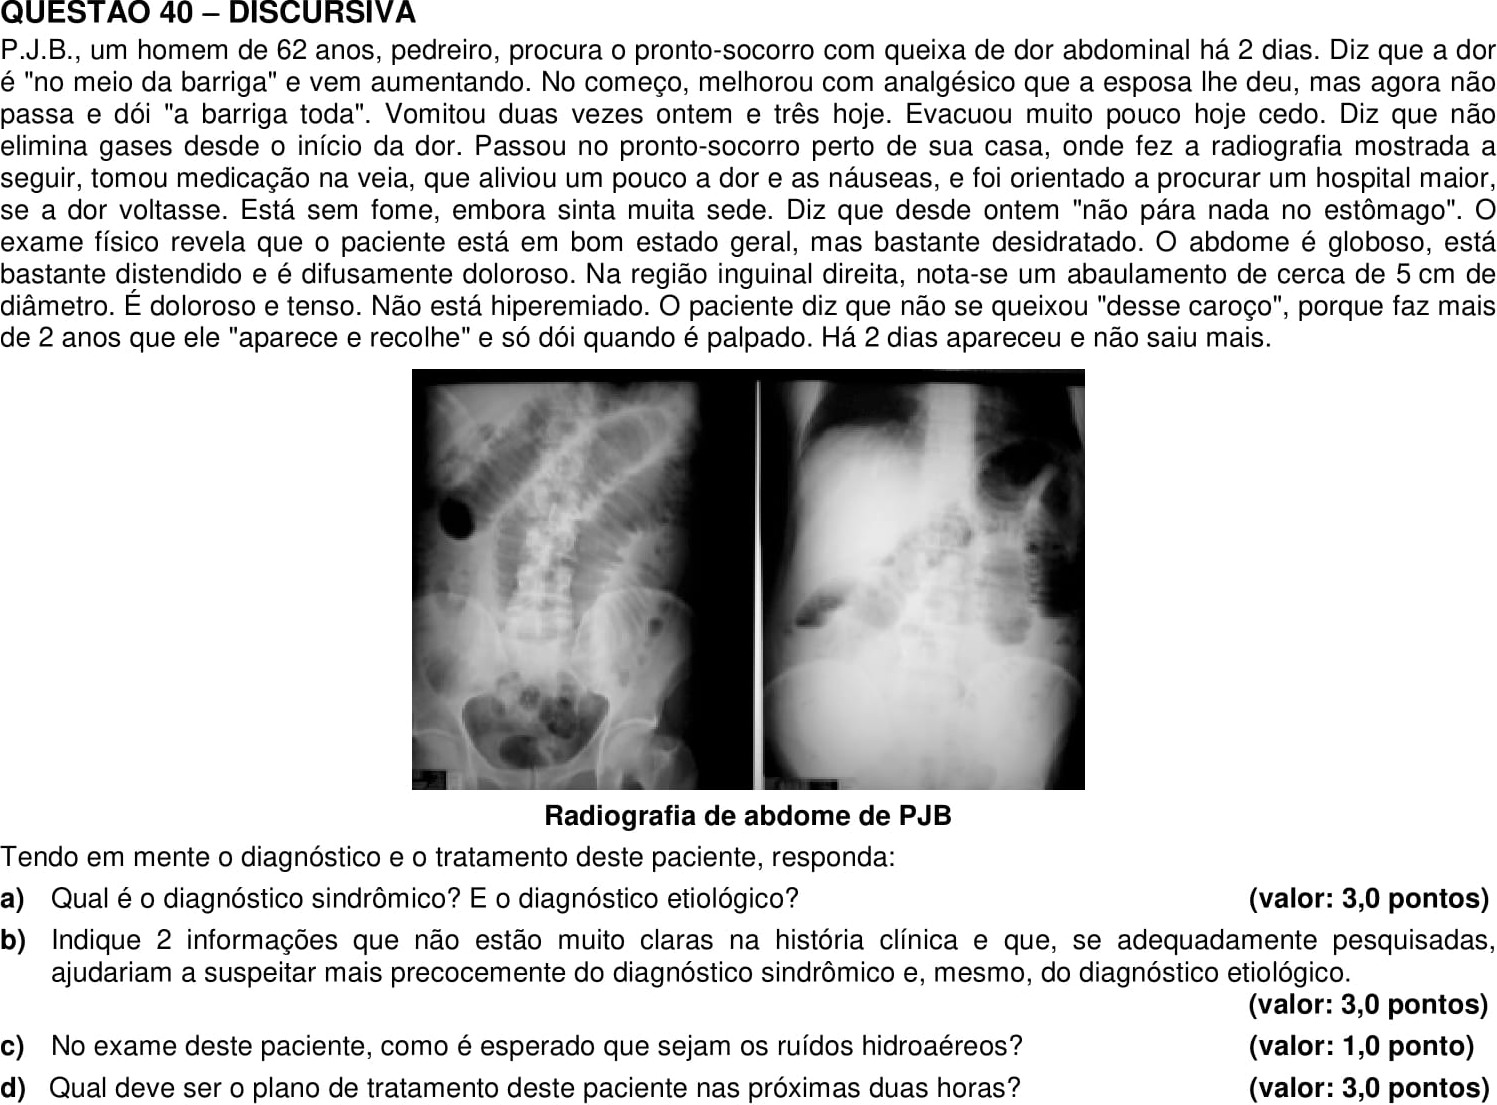 QUESTÃO 40 – DISCURSIVA
P.J.B., um homem de 62 anos, pedreiro, procura o pronto-socorro com queixa de dor abdominal há 2 dias. Diz que a dor
é "no meio da barriga" e vem aumentando. No começo, melhorou com analgésico que a esposa lhe deu, mas agora não
passa e dói "a barriga toda". Vomitou duas vezes ontem e três hoje. Evacuou muito pouco hoje cedo. Diz que não
elimina gases desde o início da dor. Passou no pronto-socorro perto de sua casa, onde fez a radiografia mostrada a
seguir, tomou medicação na veia, que aliviou um pouco a dor e as náuseas, e foi orientado a procurar um hospital maior,
se a dor voltasse. Está sem fome, embora sinta muita sede. Diz que desde ontem "não pára nada no estômago". O
exame físico revela que o paciente está em bom estado geral, mas bastante desidratado. O abdome é globoso, está
bastante distendido e é difusamente doloroso. Na região inguinal direita, nota-se um abaulamento de cerca de 5 cm de
diâmetro. É doloroso e tenso. Não está hiperemiado. O paciente diz que não se queixou "desse caroço", porque faz mais
de 2 anos que ele "aparece e recolhe" e só dói quando é palpado. Há 2 dias apareceu e não saiu mais.
Radiografia de abdome de PJB
Tendo em mente o diagnóstico e o tratamento deste paciente, responda:
a) Qual é o diagnóstico sindrômico? E o diagnóstico etiológico? (valor: 3,0 pontos)
b) Indique 2 informações que não estão muito claras na história clínica e que, se adequadamente pesquisadas,
ajudariam a suspeitar mais precocemente do diagnóstico sindrômico e, mesmo, do diagnóstico etiológico.
(valor: 3,0 pontos)
c) No exame deste paciente, como é esperado que sejam os ruídos hidroaéreos? (valor: 1,0 ponto)
d) Qual deve ser o plano de tratamento deste paciente nas próximas duas horas? (valor: 3,0 pontos)